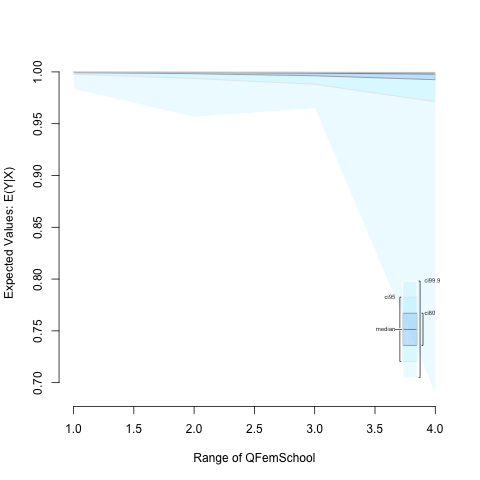 Expected Values: E(Y|X)
1.00
0.95
0.90
0.85
0.80
0.75
0.70
ci99.9
ci95
ci80
median
1.0 1.5 2.0 2.5 3.0 3.5 4.0
Range of QFemSchool